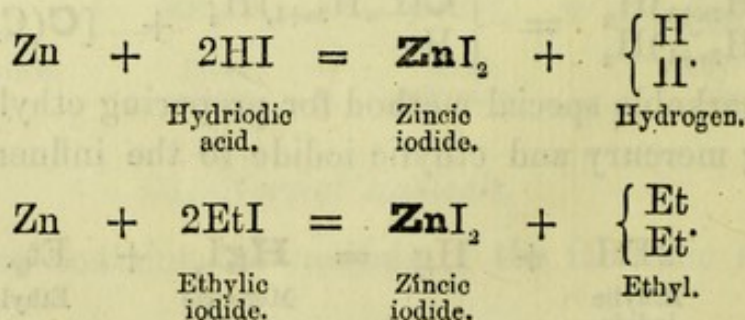 Zn + 2HI = ZnI₂ + { H
H.
Hydriodic Zincic Hydrogen.
acid. iodide.
Zn + 2EtI = ZnI₂ + { Et
Et.
Ethylic Zincic Ethyl.
iodide. iodide.